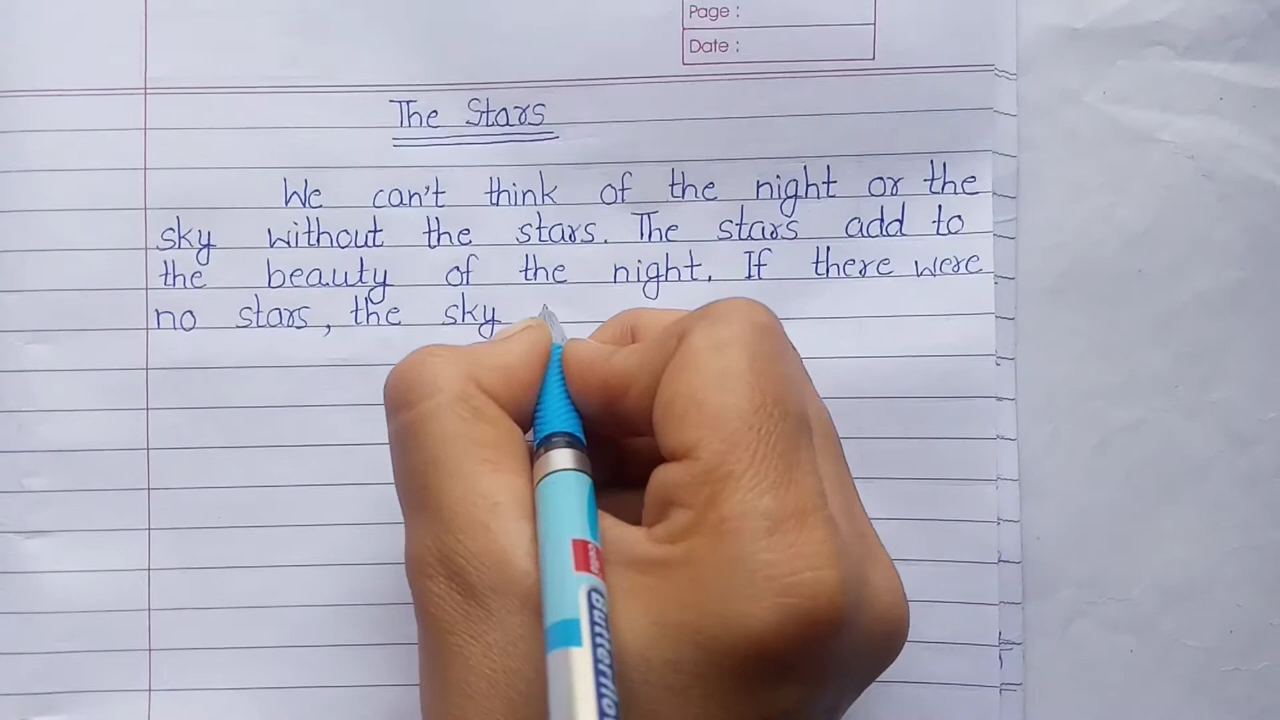 Page :
Date :
The Stars
We can't think of the night or the
sky without the stars. The stars add to
the beauty of the night. If there were
no stars, the sky
cello